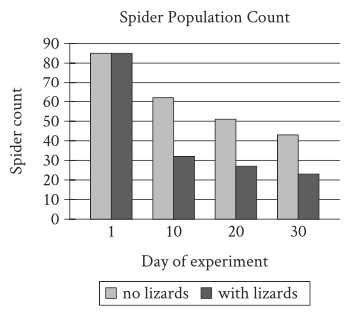 Spider Population Count
90
80
70
60
50
40
30
20
10
0
Spider count
1 10 20 30
Day of experiment
no lizards with lizards